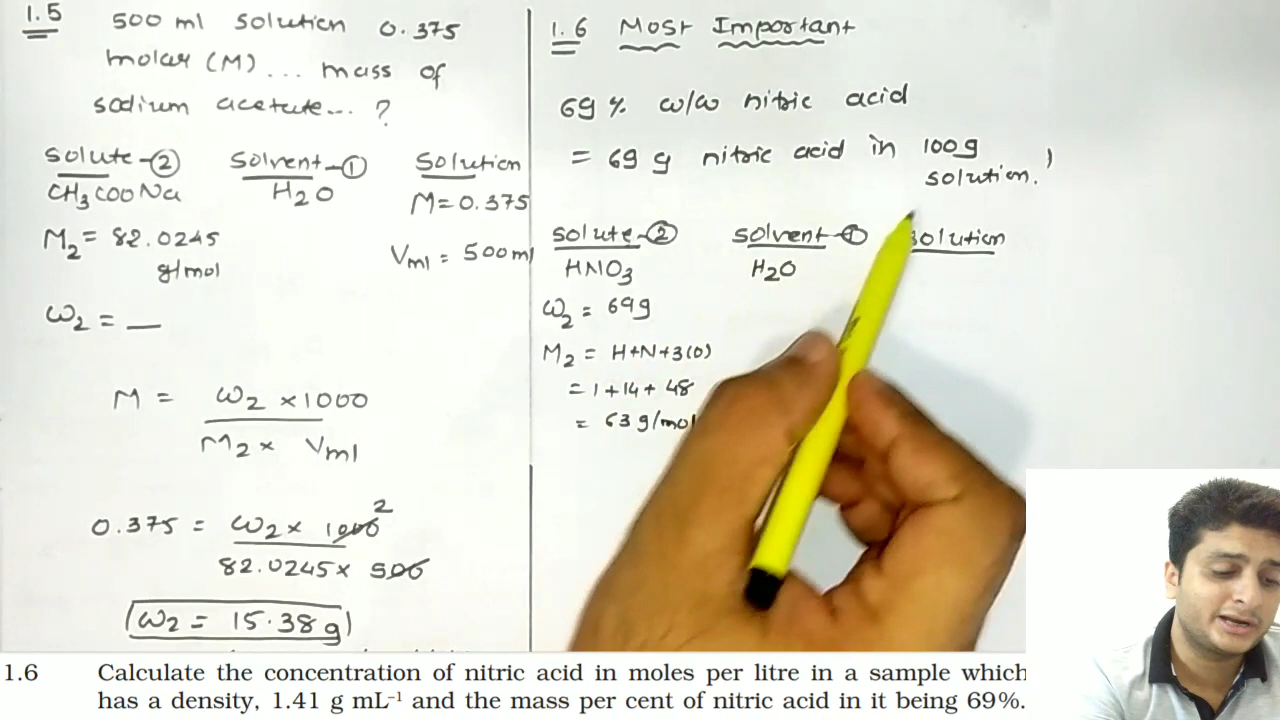 1.5
500 ml solution 0.375
molar (M) ... mass of
sodium acetate... ?
Solute-②
Solvent-①
Solution
CH3COONa
H2O
M = 0.375
M2 = 82.0245
g/mol
Vml = 500ml
ω2 = __
M = ω2 × 1000
M2 × Vml
0.375 = ω2 × 1000 2
82.0245 × 500
ω2 = 15.38g
1.6 Most Important
69 % w/w nitric acid
= 69 g nitric acid in 100g
solution.
Solute-②
Solvent-①
Solution
HNO3
H2O
ω2 = 69g
M2 = H+N+3(O)
= 1+14+48
= 63 g/mol
1.6 Calculate the concentration of nitric acid in moles per litre in a sample which
has a density, 1.41 g mL⁻¹ and the mass per cent of nitric acid in it being 69%.